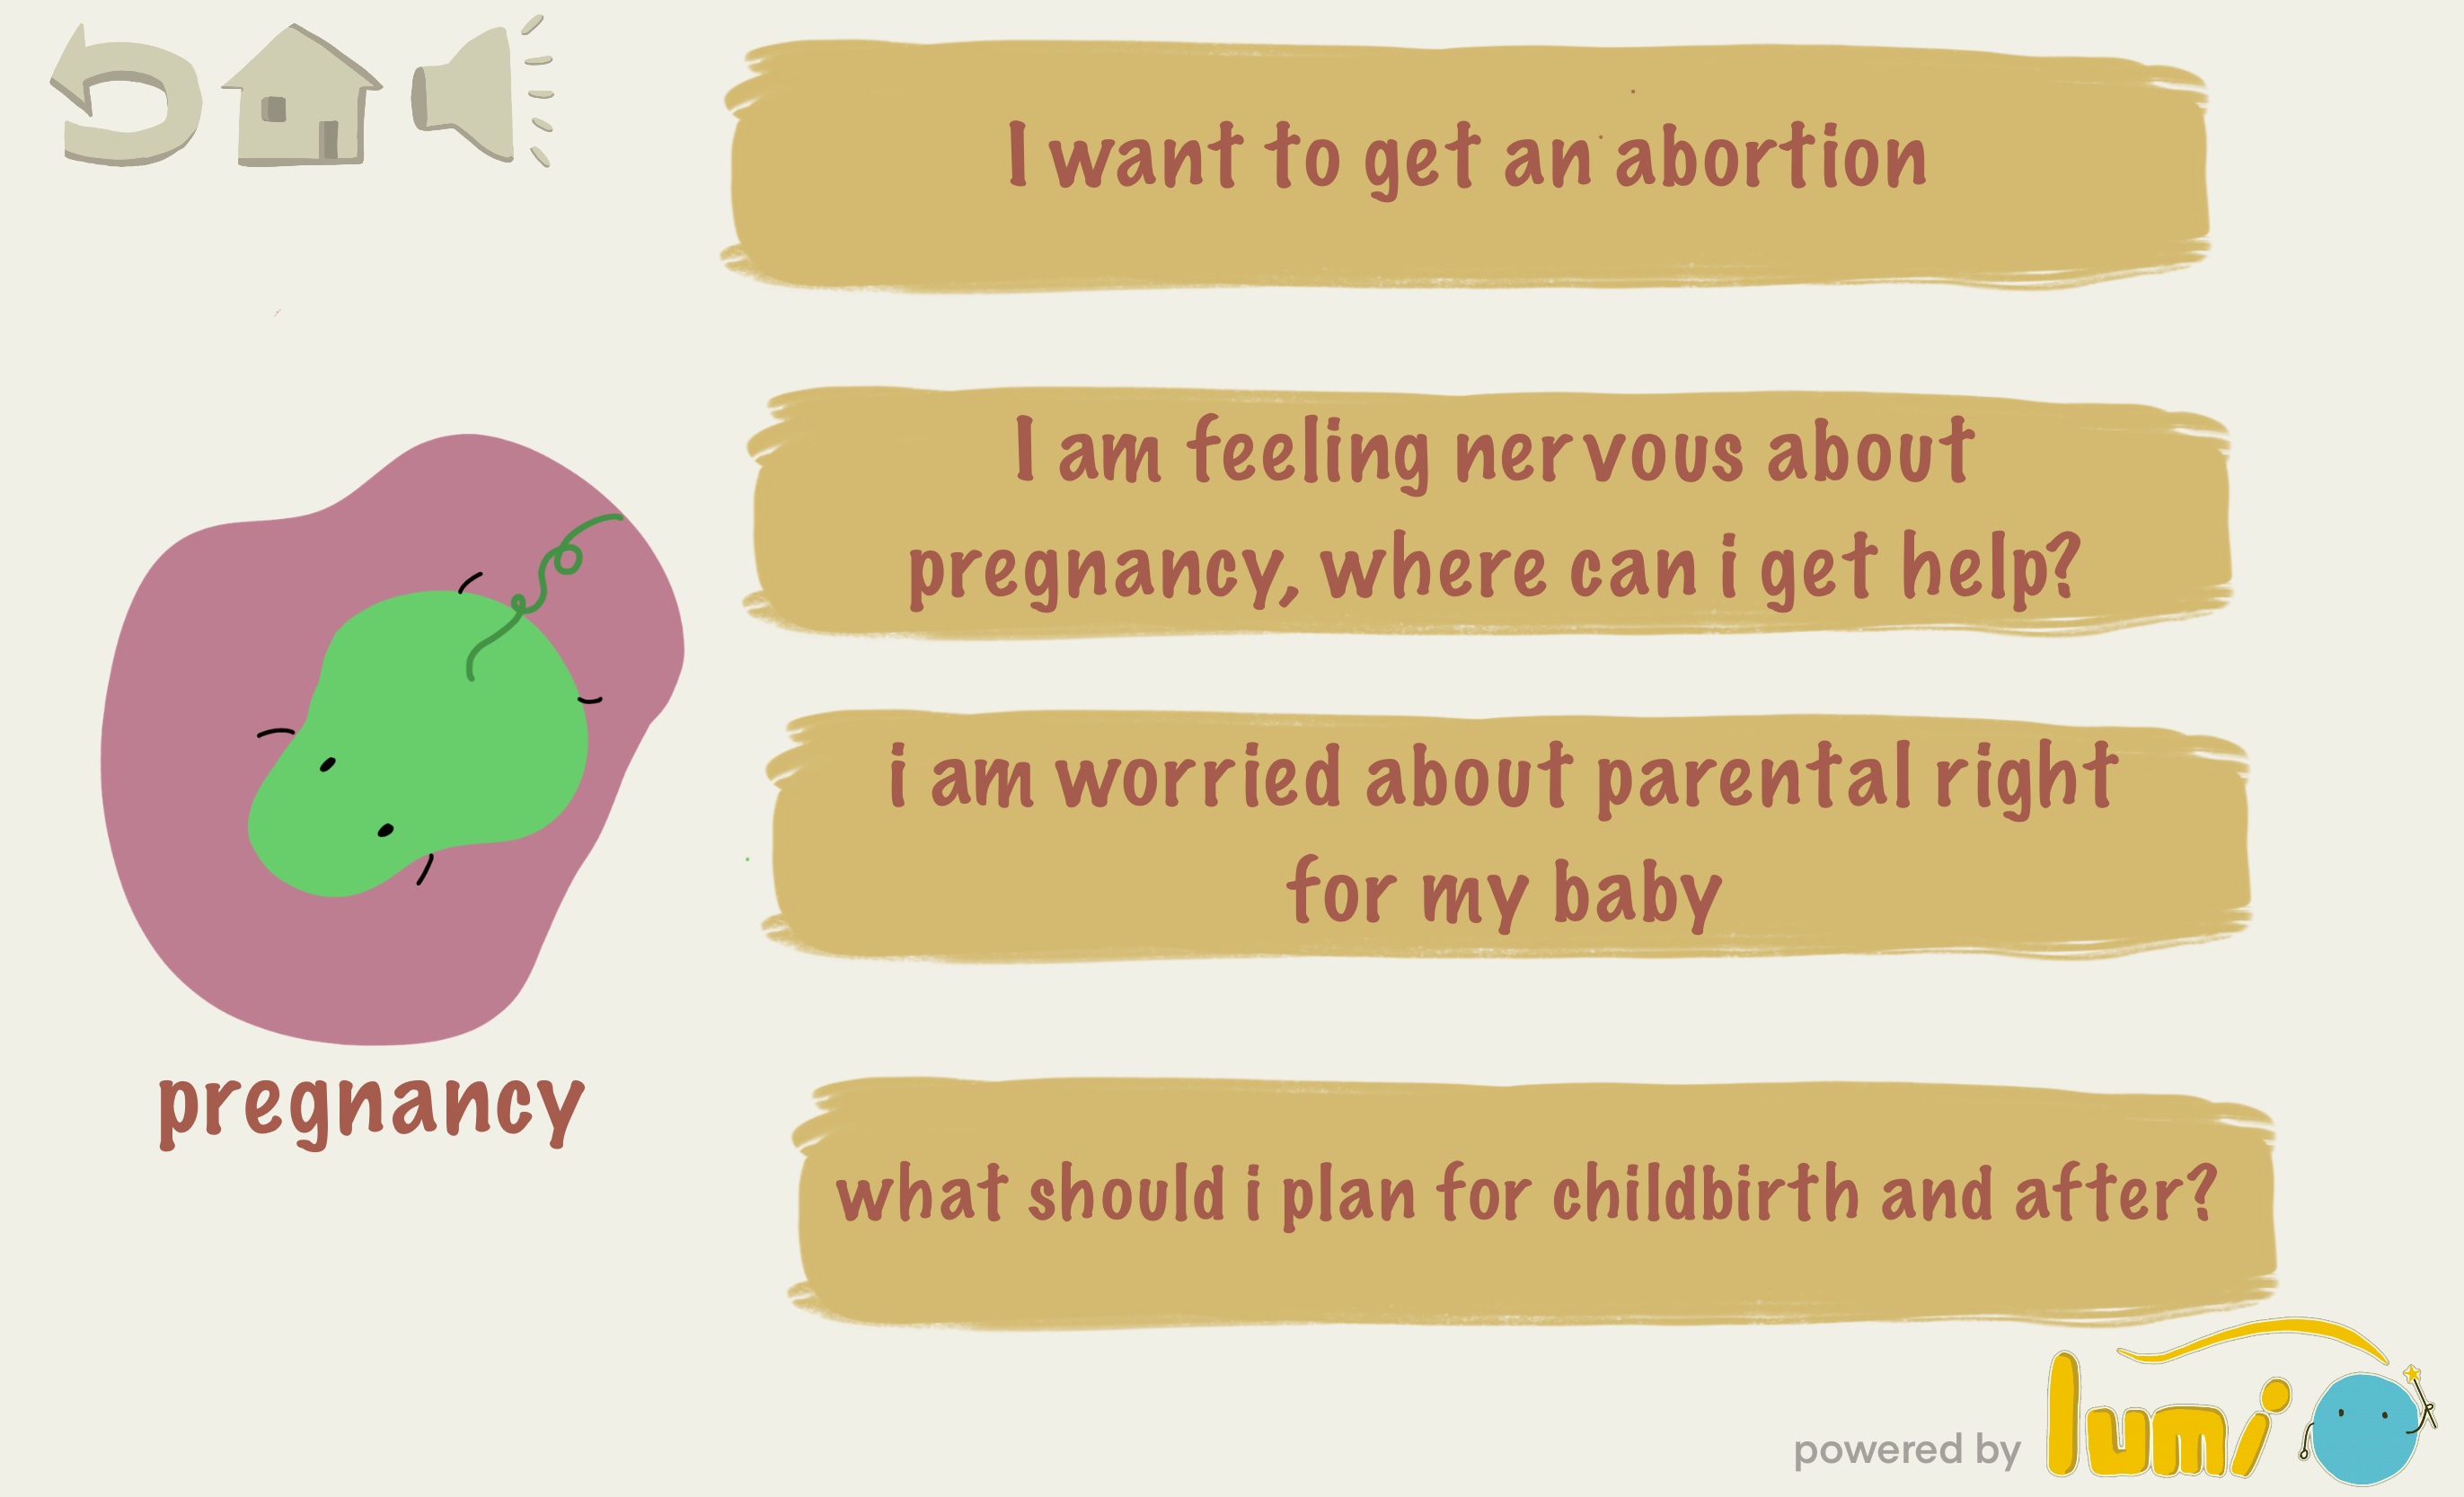 I want to get an abortion
I am feeling nervous about
pregnancy, where can i get help?
i am worried about parental right
for my baby
pregnancy
what should i plan for childbirth and after?
powered by lumi